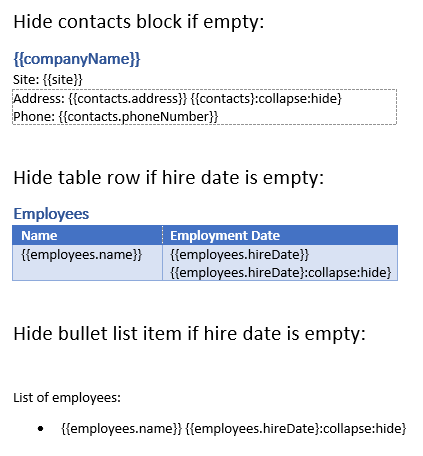 Hide contacts block if empty:
{{companyName}}
Site: {{site}}
Address: {{contacts.address}} {{contacts}:collapse:hide}
Phone: {{contacts.phoneNumber}}
Hide table row if hire date is empty:
Employees
Name Employment Date
{{employees.name}} {{employees.hireDate}}
{{employees.hireDate}:collapse:hide}
Hide bullet list item if hire date is empty:
List of employees:
• {{employees.name}} {{employees.hireDate}:collapse:hide}